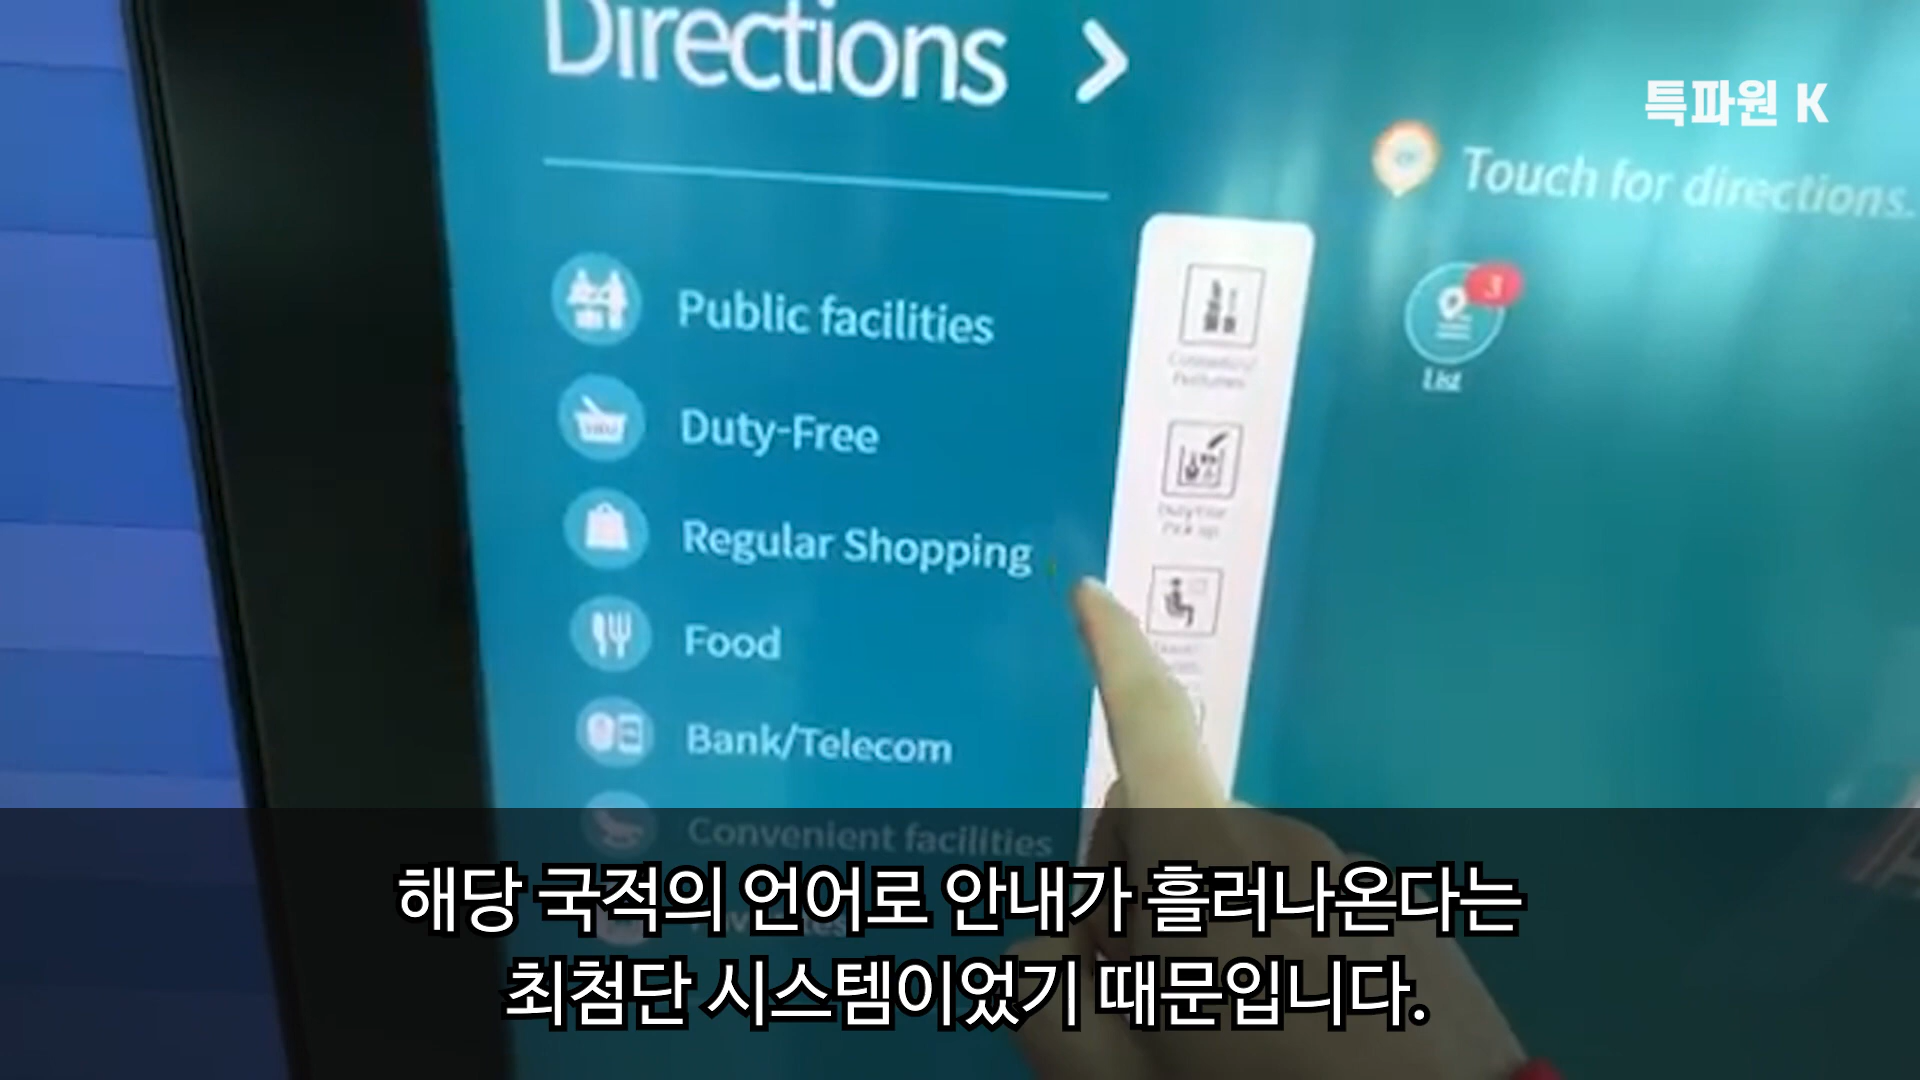 Directions
특파원 K
Touch for directions.
3
List
Public facilities
Duty-Free
Regular Shopping
Food
Bank/Telecom
Convenient facilities
해당 국적의 언어로 안내가 흘러나온다는
최첨단 시스템이었기 때문입니다.